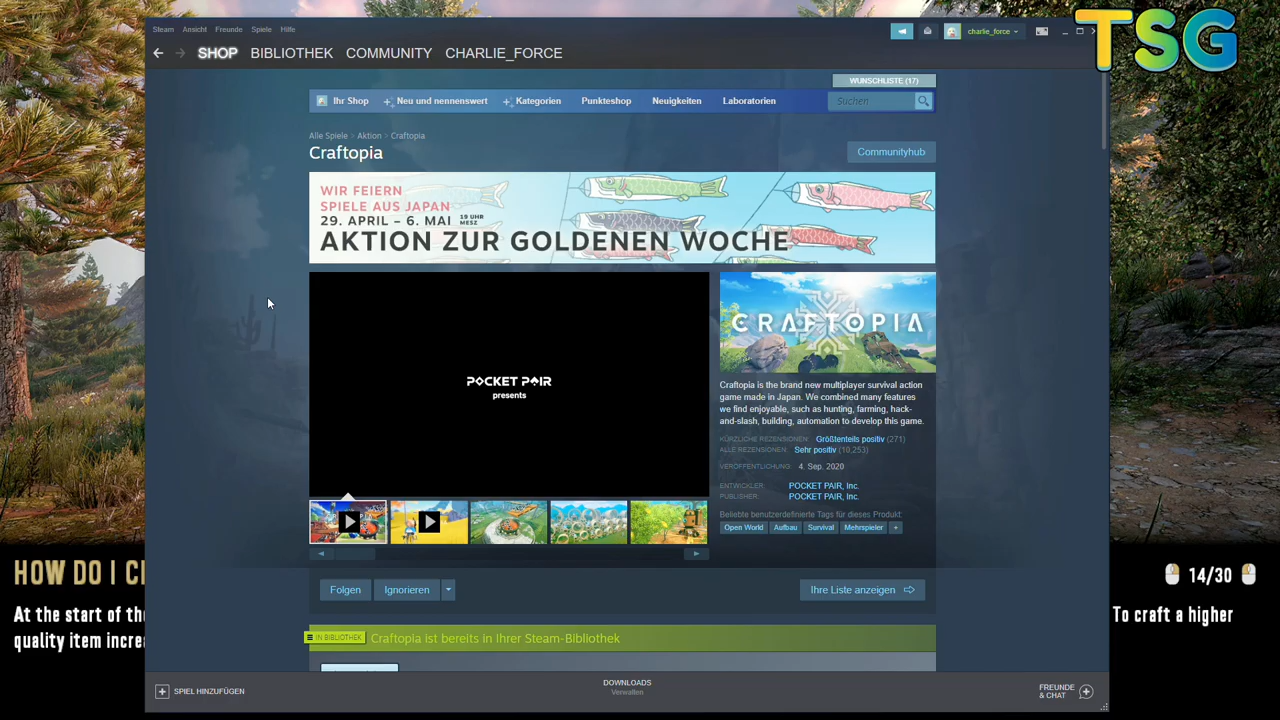 TSG
Steam Ansicht Freunde Spiele Hilfe
charlie_force
SHOP BIBLIOTHEK COMMUNITY CHARLIE_FORCE
WUNSCHLISTE (17)
Ihr Shop Neu und nennenswert Kategorien Punkteshop Neuigkeiten Laboratorien Suchen
Alle Spiele > Aktion > Craftopia
Craftopia
Communityhub
WIR FEIERN
SPIELE AUS JAPAN
29. APRIL – 6. MAI 19 UHR MESZ
AKTION ZUR GOLDENEN WOCHE
POCKET PAIR
presents
CRAFTOPIA
Craftopia is the brand new multiplayer survival action
game made in Japan. We combined many features
we find enjoyable, such as hunting, farming, hack-
and-slash, building, automation to develop this game.
KÜRZLICHE REZENSIONEN: Größtenteils positiv (271)
ALLE REZENSIONEN: Sehr positiv (10,253)
VERÖFFENTLICHUNG: 4. Sep. 2020
ENTWICKLER: POCKET PAIR, Inc.
PUBLISHER: POCKET PAIR, Inc.
Beliebte benutzerdefinierte Tags für dieses Produkt:
Open World Aufbau Survival Mehrspieler +
Folgen Ignorieren Ihre Liste anzeigen
IN BIBLIOTHEK Craftopia ist bereits in Ihrer Steam-Bibliothek
HOW DO I
14/30
At the start of the
To craft a higher
quality item
SPIEL HINZUFÜGEN
DOWNLOADS
Verwalten
FREUNDE
& CHAT